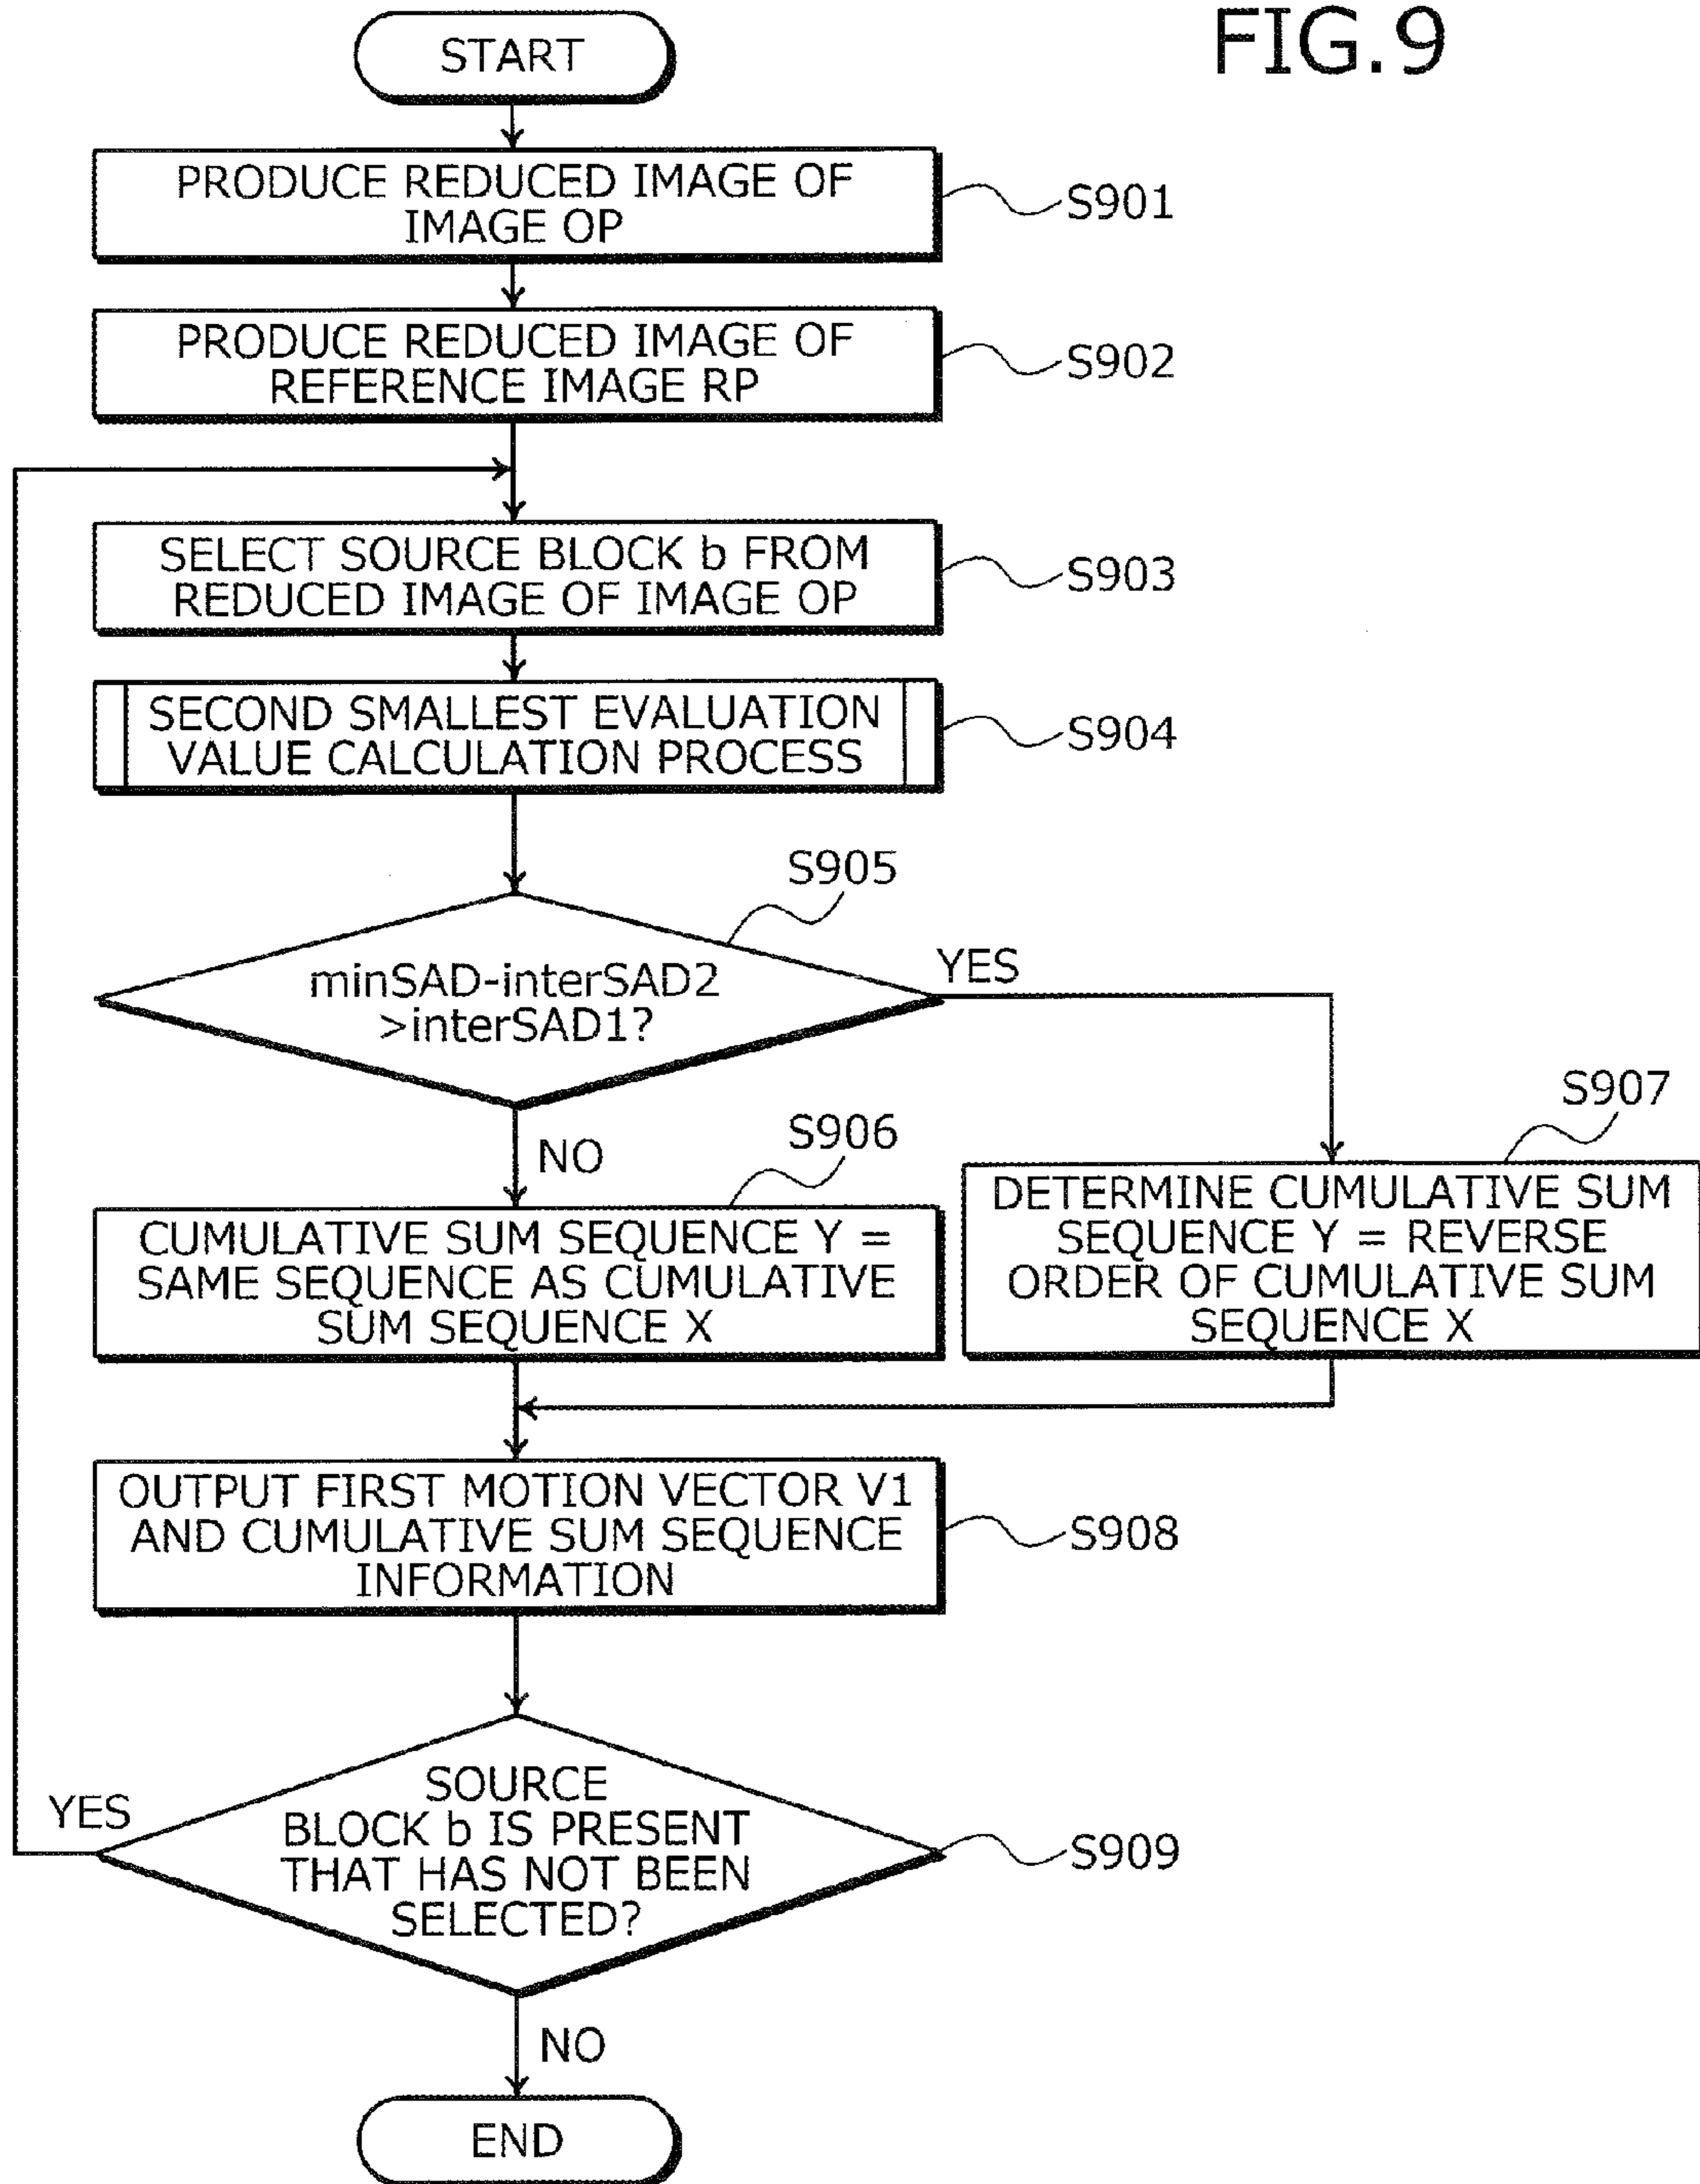 FIG.9
START
PRODUCE REDUCED IMAGE OF
IMAGE OP
S901
PRODUCE REDUCED IMAGE OF
REFERENCE IMAGE RP
S902
SELECT SOURCE BLOCK b FROM
REDUCED IMAGE OF IMAGE OP
S903
SECOND SMALLEST EVALUATION
VALUE CALCULATION PROCESS
S904
S905
minSAD-interSAD2
>interSAD1?
YES
NO
S906
CUMULATIVE SUM SEQUENCE Y =
SAME SEQUENCE AS CUMULATIVE
SUM SEQUENCE X
S907
DETERMINE CUMULATIVE SUM
SEQUENCE Y = REVERSE
ORDER OF CUMULATIVE SUM
SEQUENCE X
OUTPUT FIRST MOTION VECTOR V1
AND CUMULATIVE SUM SEQUENCE
INFORMATION
S908
SOURCE
BLOCK b IS PRESENT
THAT HAS NOT BEEN
SELECTED?
S909
YES
NO
END